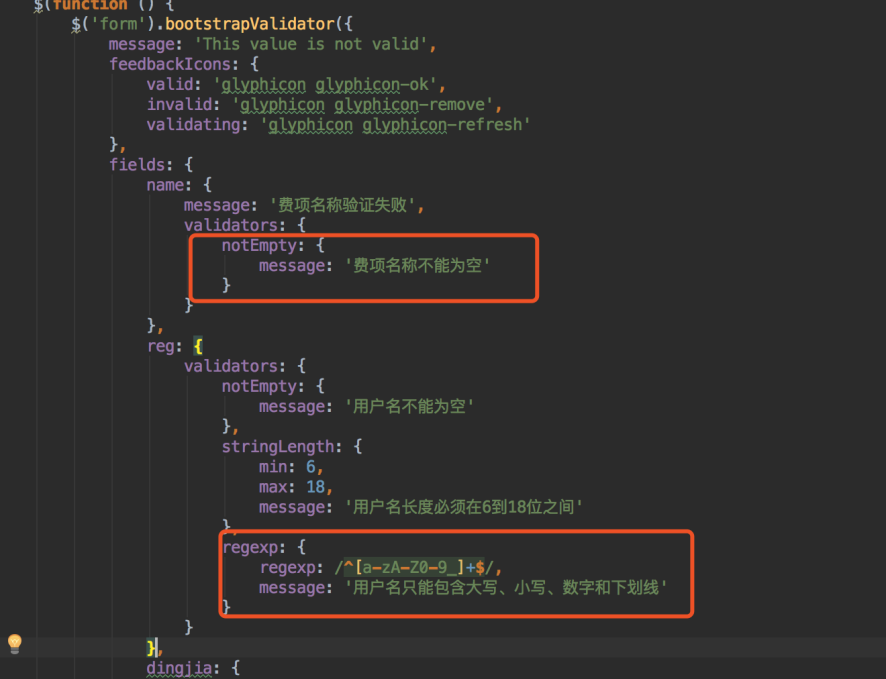 $(function () {
$('form').bootstrapValidator({
message: 'This value is not valid',
feedbackIcons: {
valid: 'glyphicon glyphicon-ok',
invalid: 'glyphicon glyphicon-remove',
validating: 'glyphicon glyphicon-refresh'
},
fields: {
name: {
message: '费项名称验证失败',
validators: {
notEmpty: {
message: '费项名称不能为空'
}
}
},
reg: {
validators: {
notEmpty: {
message: '用户名不能为空'
},
stringLength: {
min: 6,
max: 18,
message: '用户名长度必须在6到18位之间'
},
regexp: {
regexp: /^[a-zA-Z0-9_]+$/,
message: '用户名只能包含大写、小写、数字和下划线'
}
}
},
dingjia: {